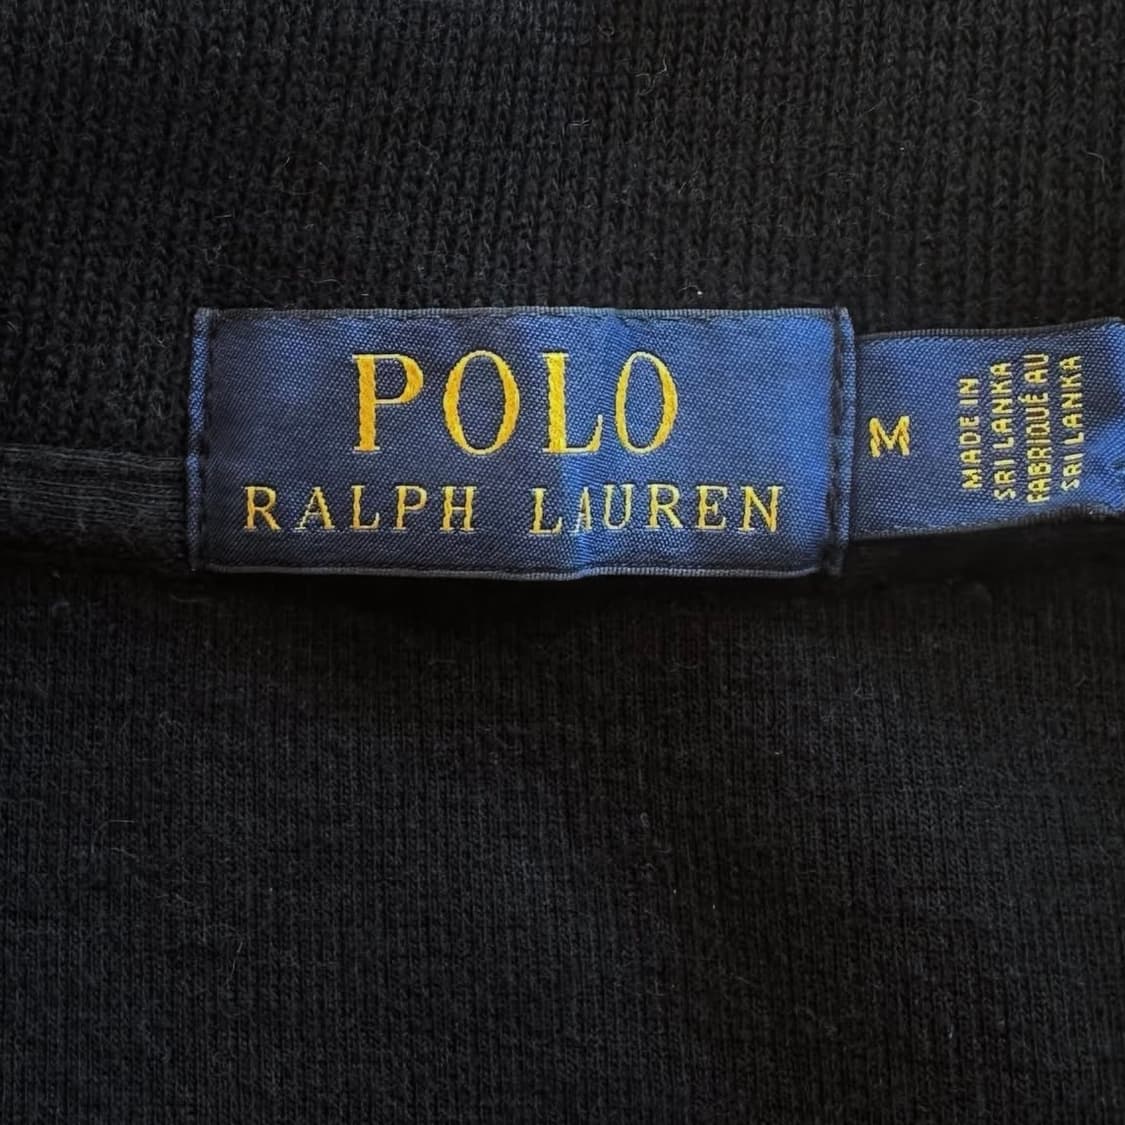 POLO
RALPH LAUREN
M
MADE IN
SRI LANKA
FABRIQUÉ AU
SRI LANKA